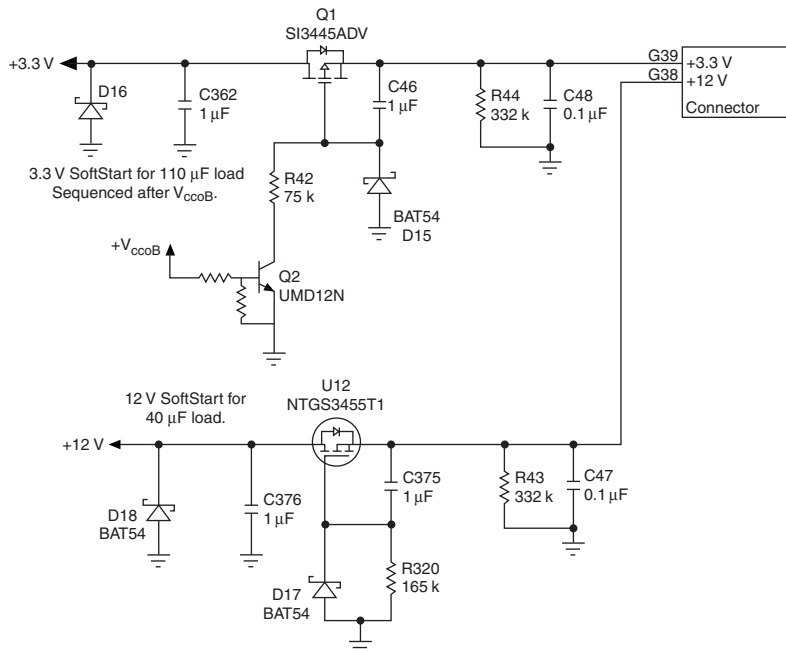 Q1
SI3445ADV
+3.3 V
D16
C362
1 µF
C46
1 µF
R44
332 k
C48
0.1 µF
G39
G38
+3.3 V
+12 V
Connector
3.3 V SoftStart for 110 µF load
Sequenced after VccoB.
R42
75 k
BAT54
D15
+VccoB
Q2
UMD12N
12 V SoftStart for
40 µF load.
U12
NTGS3455T1
+12 V
D18
BAT54
C376
1 µF
C375
1 µF
R43
332 k
C47
0.1 µF
D17
BAT54
R320
165 k